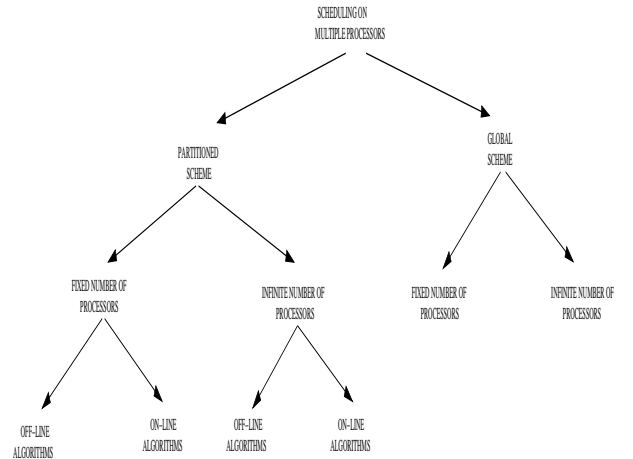 SCHEDULING ON
MULTIPLE PROCESSORS
PARTITIONED
SCHEME
GLOBAL
SCHEME
FIXED NUMBER OF
PROCESSORS
INFINITE NUMBER OF
PROCESSORS
FIXED NUMBER OF
PROCESSORS
INFINITE NUMBER OF
PROCESSORS
OFF-LINE
ALGORITHMS
ON-LINE
ALGORITHMS
OFF-LINE
ALGORITHMS
ON-LINE
ALGORITHMS